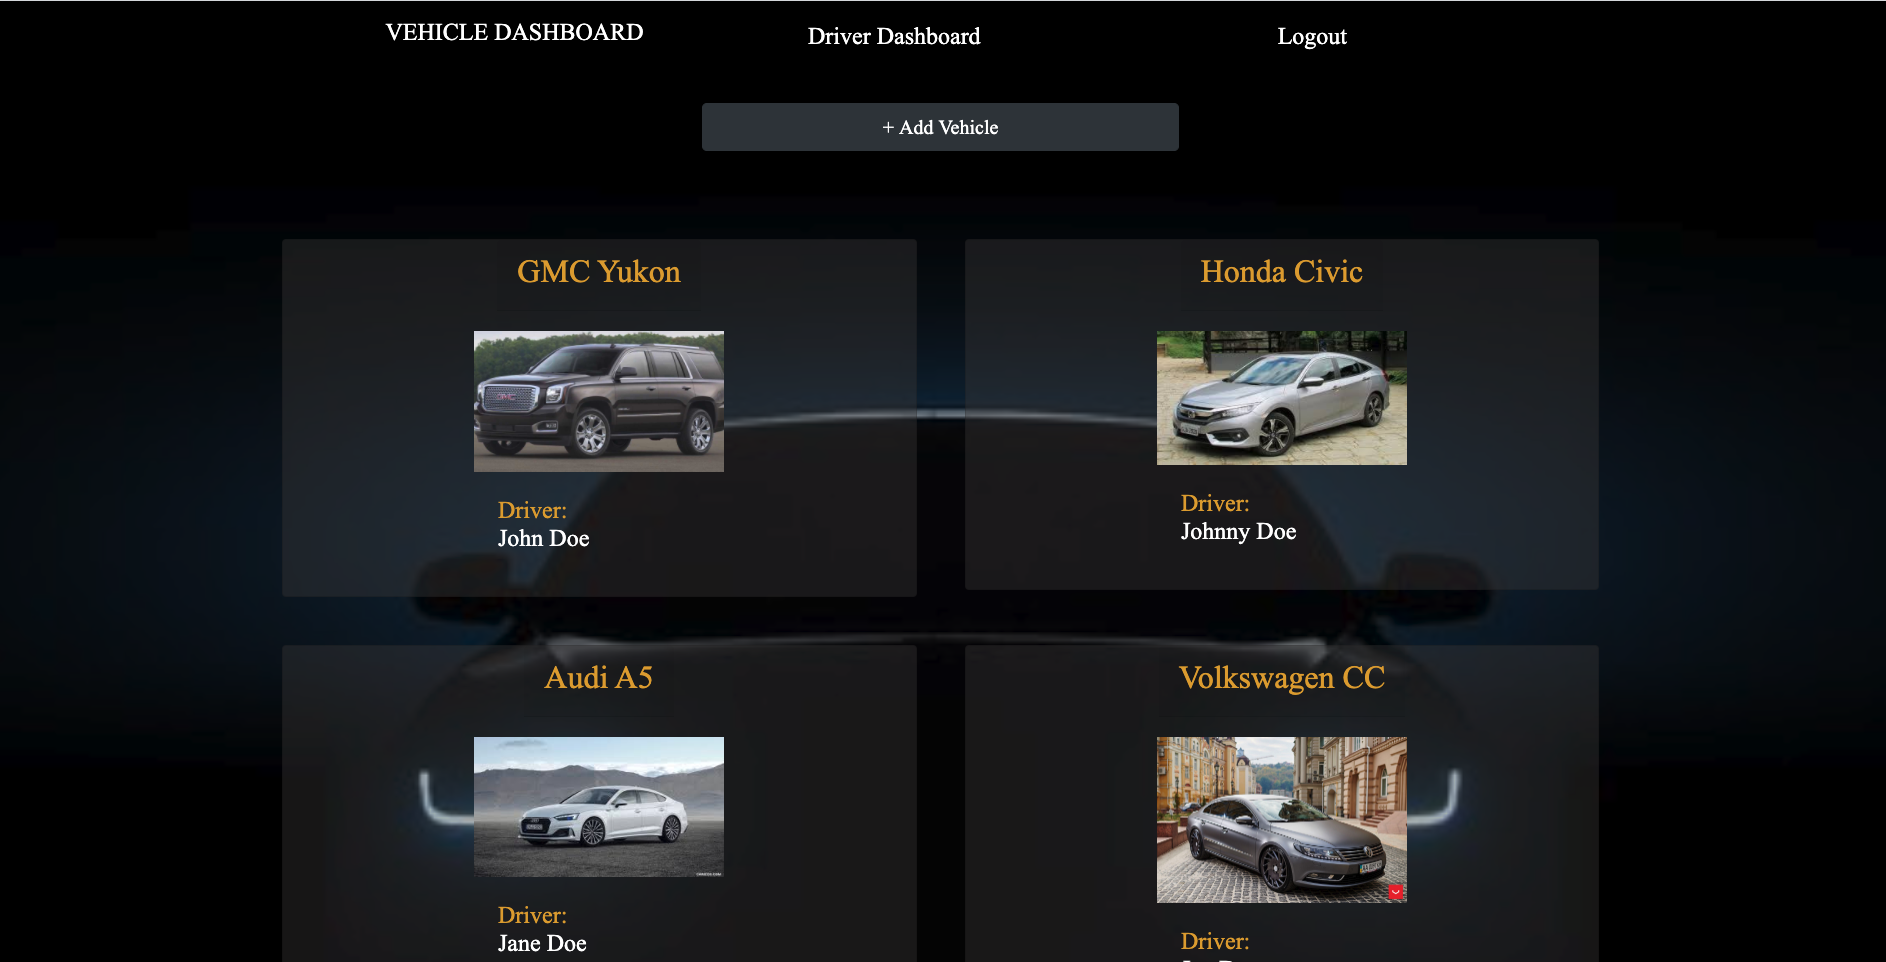 VEHICLE DASHBOARD
Driver Dashboard
Logout
+ Add Vehicle
GMC Yukon
Honda Civic
GMC
Driver:
John Doe
Driver:
Johnny Doe
Audi A5
Volkswagen CC
Driver:
Jane Doe
Driver: